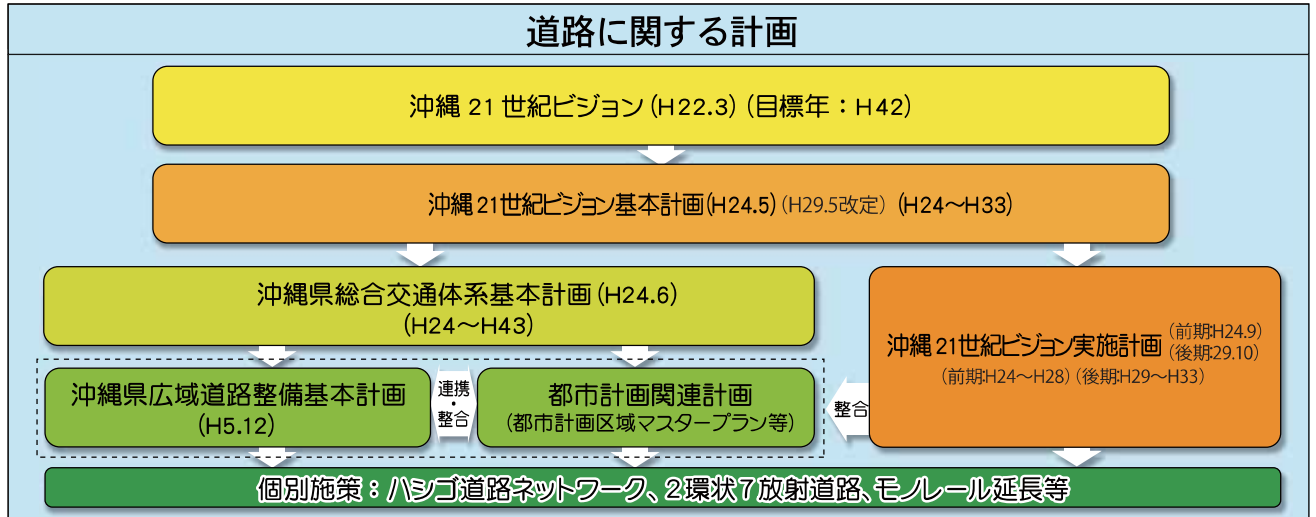 道路に関する計画
沖縄21世紀ビジョン(H22.3)(目標年：H42)
沖縄21世紀ビジョン基本計画(H24.5)(H29.5改定)(H24～H33)
沖縄県総合交通体系基本計画(H24.6)
(H24～H43)
沖縄21世紀ビジョン実施計画(前期:H24.9)
(後期:29.10)
(前期:H24～H28)(後期:H29～H33)
沖縄県広域道路整備基本計画
(H5.12)
連携
・
整合
都市計画関連計画
(都市計画区域マスタープラン等)
整合
個別施策：ハシゴ道路ネットワーク、2環状7放射道路、モノレール延長等